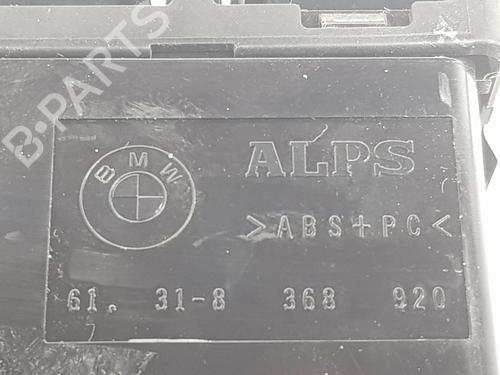 B-PARTS
BMW
ALPS
>ABS+PC<
61. 31-8 368 920